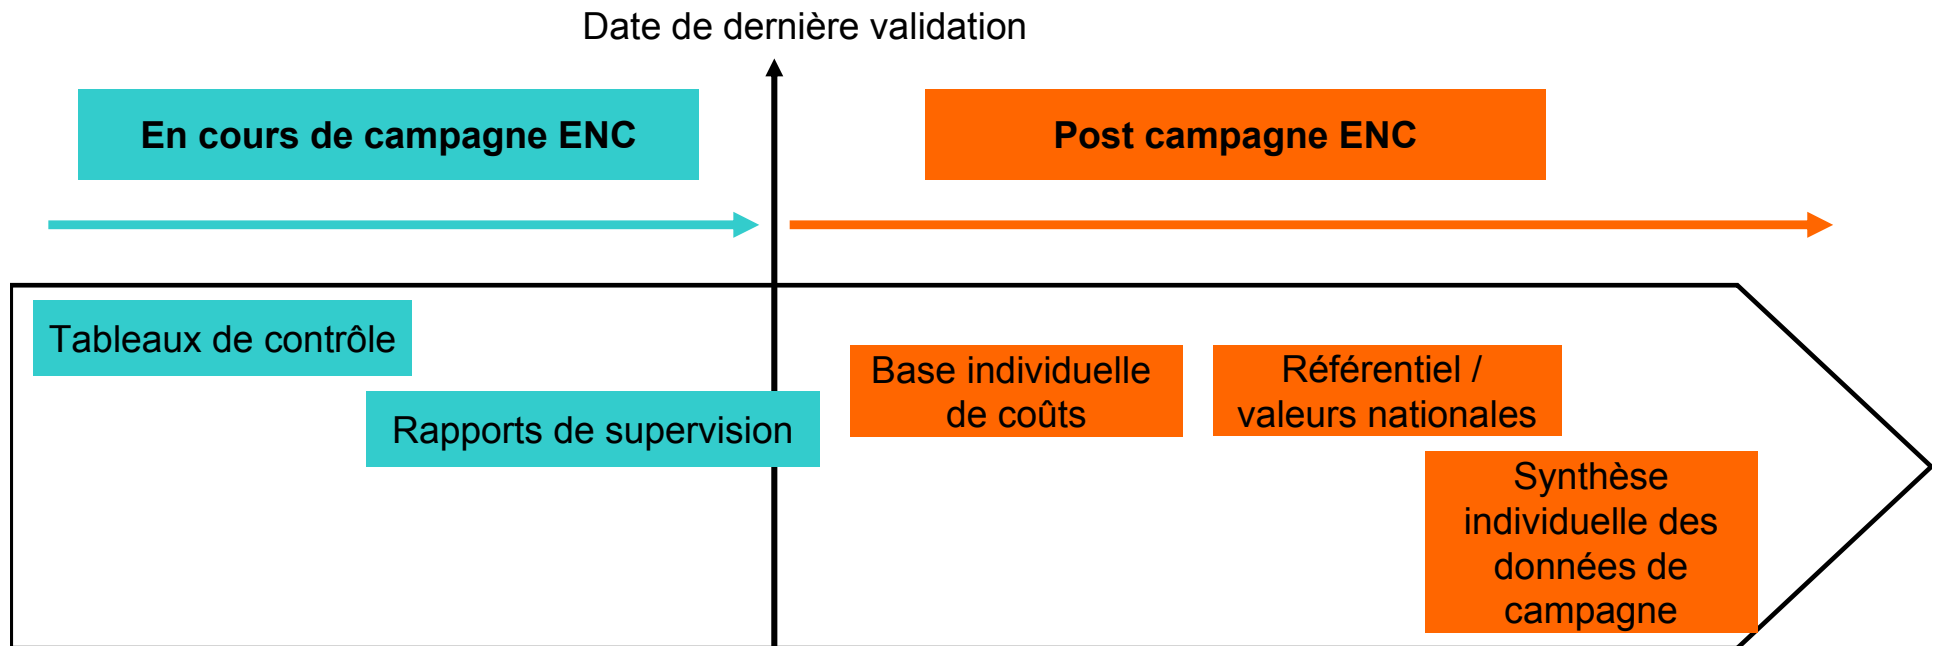 Date de dernière validation
En cours de campagne ENC
Post campagne ENC
Tableaux de contrôle
Rapports de supervision
Base individuelle
de coûts
Référentiel /
valeurs nationales
Synthèse
individuelle des
données de
campagne